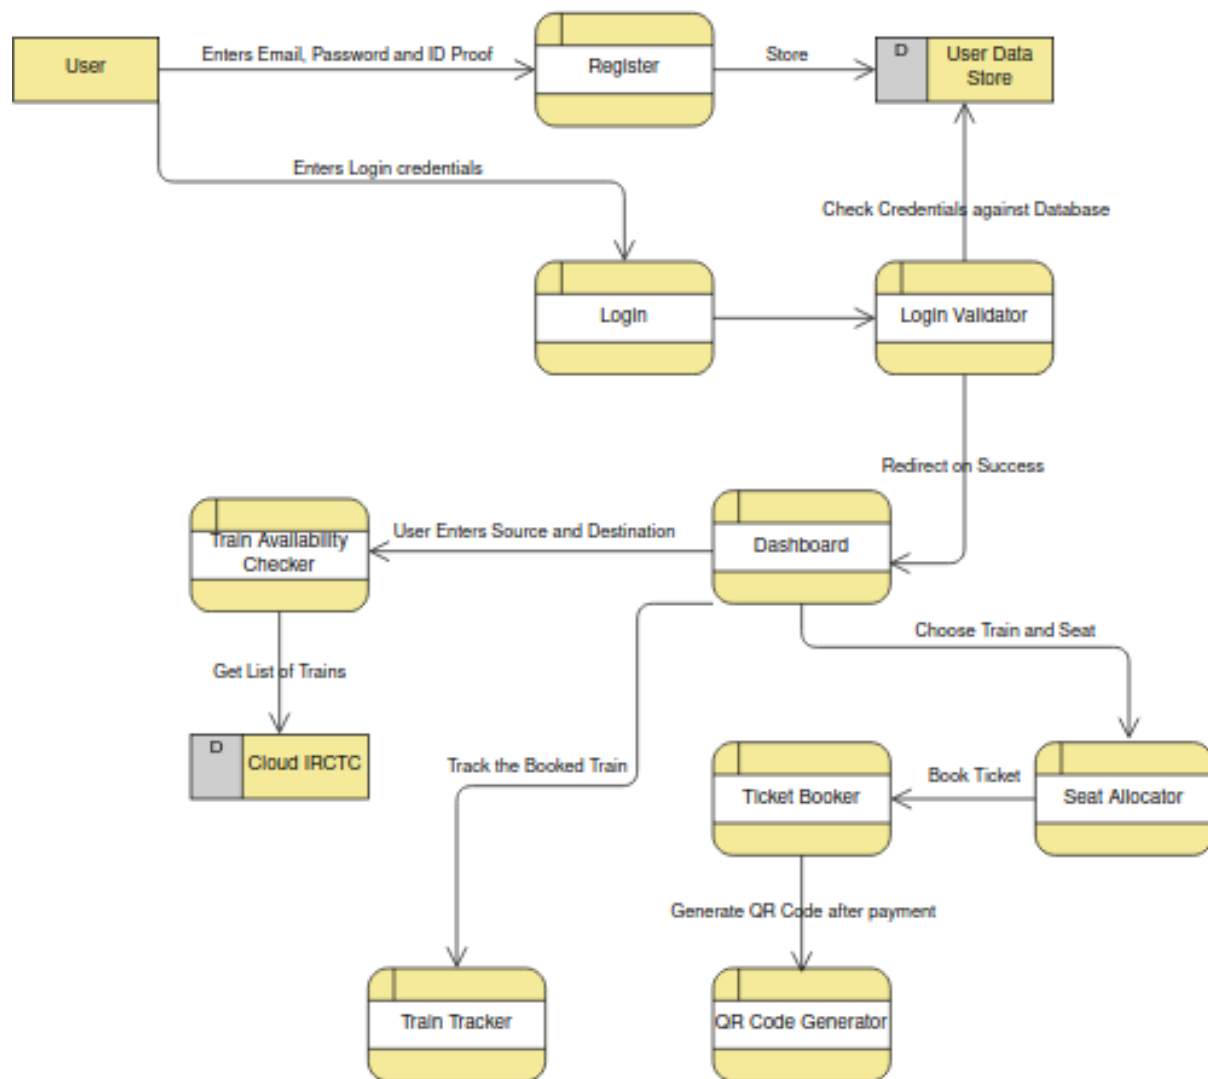 User
Enters Email, Password and ID Proof
Register
Store
D
User Data
Store
Enters Login credentials
Check Credentials against Database
Login
Login Validator
Redirect on Success
Train Availability
Checker
User Enters Source and Destination
Dashboard
Choose Train and Seat
Get List of Trains
D
Cloud IRCTC
Track the Booked Train
Ticket Booker
Book Ticket
Seat Allocator
Generate QR Code after payment
Train Tracker
QR Code Generator